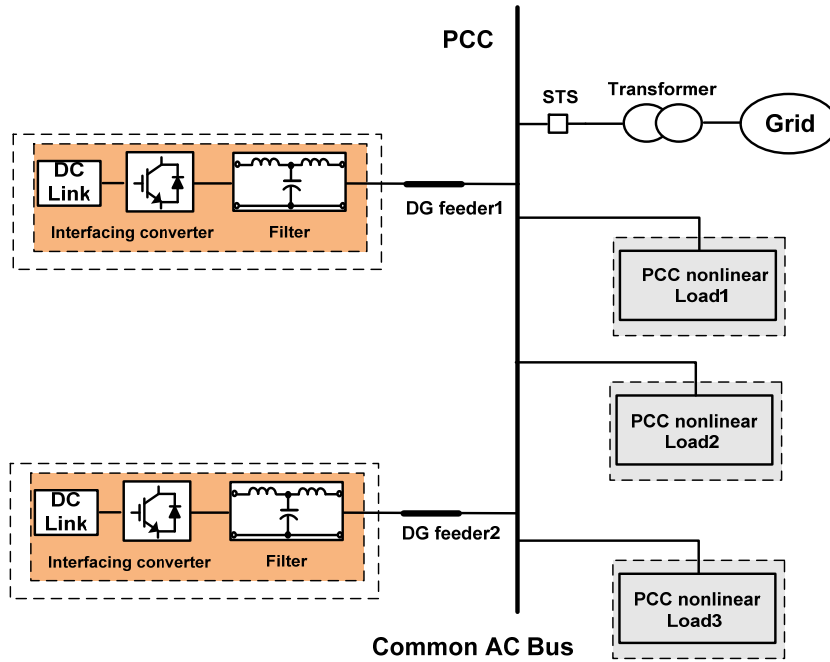 PCC
STS
Transformer
Grid
DC
Link
Interfacing converter
Filter
DG feeder1
PCC nonlinear
Load1
PCC nonlinear
Load2
DC
Link
Interfacing converter
Filter
DG feeder2
PCC nonlinear
Load3
Common AC Bus